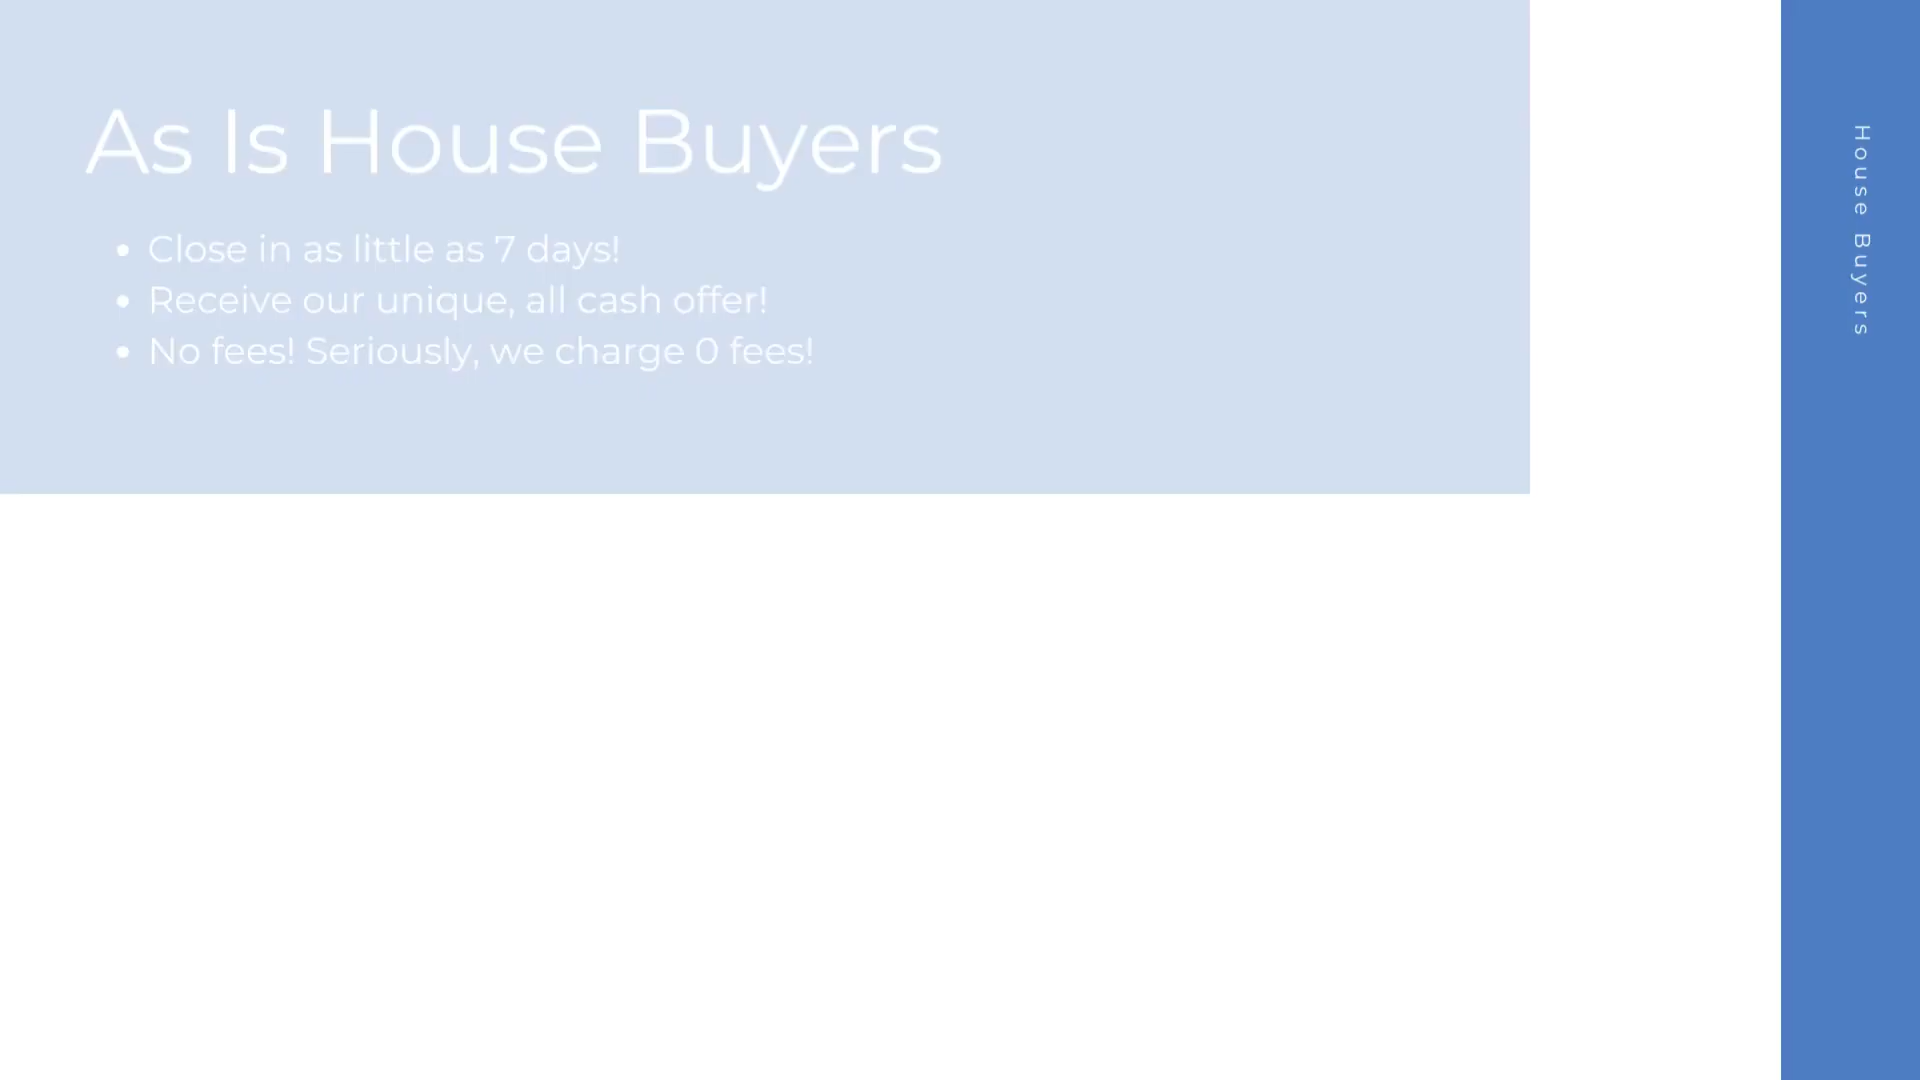 As Is House Buyers
• Close in as little as 7 days!
• Receive our unique, all cash offer!
• No fees! Seriously, we charge 0 fees!
House Buyers